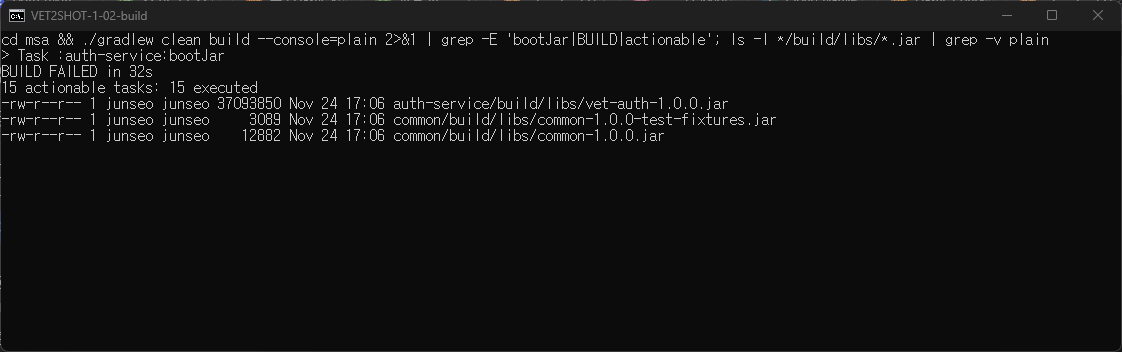 VET2SHOT-1-02-build
cd msa && ./gradlew clean build --console=plain 2>&1 | grep -E 'bootJar|BUILD|actionable'; ls -l */build/libs/*.jar | grep -v plain
> Task :auth-service:bootJar
BUILD FAILED in 32s
15 actionable tasks: 15 executed
-rw-r--r-- 1 junseo junseo 37093850 Nov 24 17:06 auth-service/build/libs/vet-auth-1.0.0.jar
-rw-r--r-- 1 junseo junseo     3089 Nov 24 17:06 common/build/libs/common-1.0.0-test-fixtures.jar
-rw-r--r-- 1 junseo junseo    12882 Nov 24 17:06 common/build/libs/common-1.0.0.jar